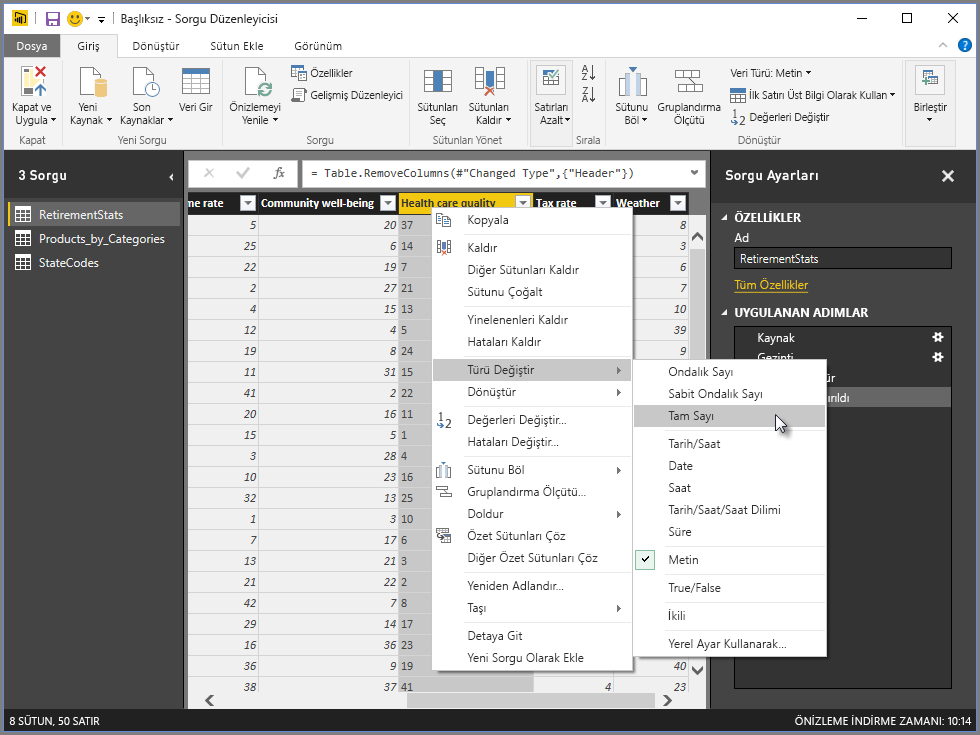 Başlıksız - Sorgu Düzenleyicisi
Dosya Giriş Dönüştür Sütun Ekle Görünüm
Kapat ve Uygula
Kapat
Yeni Kaynak
Son Kaynaklar
Veri Gir
Yeni Sorgu
Önizlemeyi Yenile
Özellikler
Gelişmiş Düzenleyici
Sorgu
Sütunları Seç
Sütunları Kaldır
Sütunları Yönet
Satırları Azalt
Sırala
Sütunu Böl
Gruplandırma Ölçütü
Veri Türü: Metin
İlk Satırı Üst Bilgi Olarak Kullan
Değerleri Değiştir
Dönüştür
Birleştir
3 Sorgu
RetirementStats
Products_by_Categories
StateCodes
fx
= Table.RemoveColumns(#"Changed Type",{"Header"})
me rate Community well-being Health care quality Tax rate Weather
5 20 37 8
25 6 14 3
22 19 7 6
2 27 21 7
4 15 13 10
12 4 5 39
19 8 24 9
11 31 15
41 2 22
20 16 11
15 5 1
3 28 4
10 23 16
32 13 25
1 3 10
7 17 6
13 21 3
21 22 2
42 7 8
29 14 17
16 36 23
36 9 19 40
38 37 41 4 23
Kopyala
Kaldır
Diğer Sütunları Kaldır
Sütunu Çoğalt
Yinelenenleri Kaldır
Hataları Kaldır
Türü Değiştir
Dönüştür
Değerleri Değiştir...
Hataları Değiştir...
Sütunu Böl
Gruplandırma Ölçütü...
Doldur
Özet Sütunları Çöz
Diğer Özet Sütunları Çöz
Yeniden Adlandır...
Taşı
Detaya Git
Yeni Sorgu Olarak Ekle
Ondalık Sayı
Sabit Ondalık Sayı
Tam Sayı
Tarih/Saat
Date
Saat
Tarih/Saat/Saat Dilimi
Süre
Metin
True/False
İkili
Yerel Ayar Kullanarak...
Sorgu Ayarları
ÖZELLİKLER
Ad
RetirementStats
Tüm Özellikler
UYGULANAN ADIMLAR
Kaynak
Gezinti
ür
ırıldı
8 SÜTUN, 50 SATIR
ÖNİZLEME İNDİRME ZAMANI: 10:14